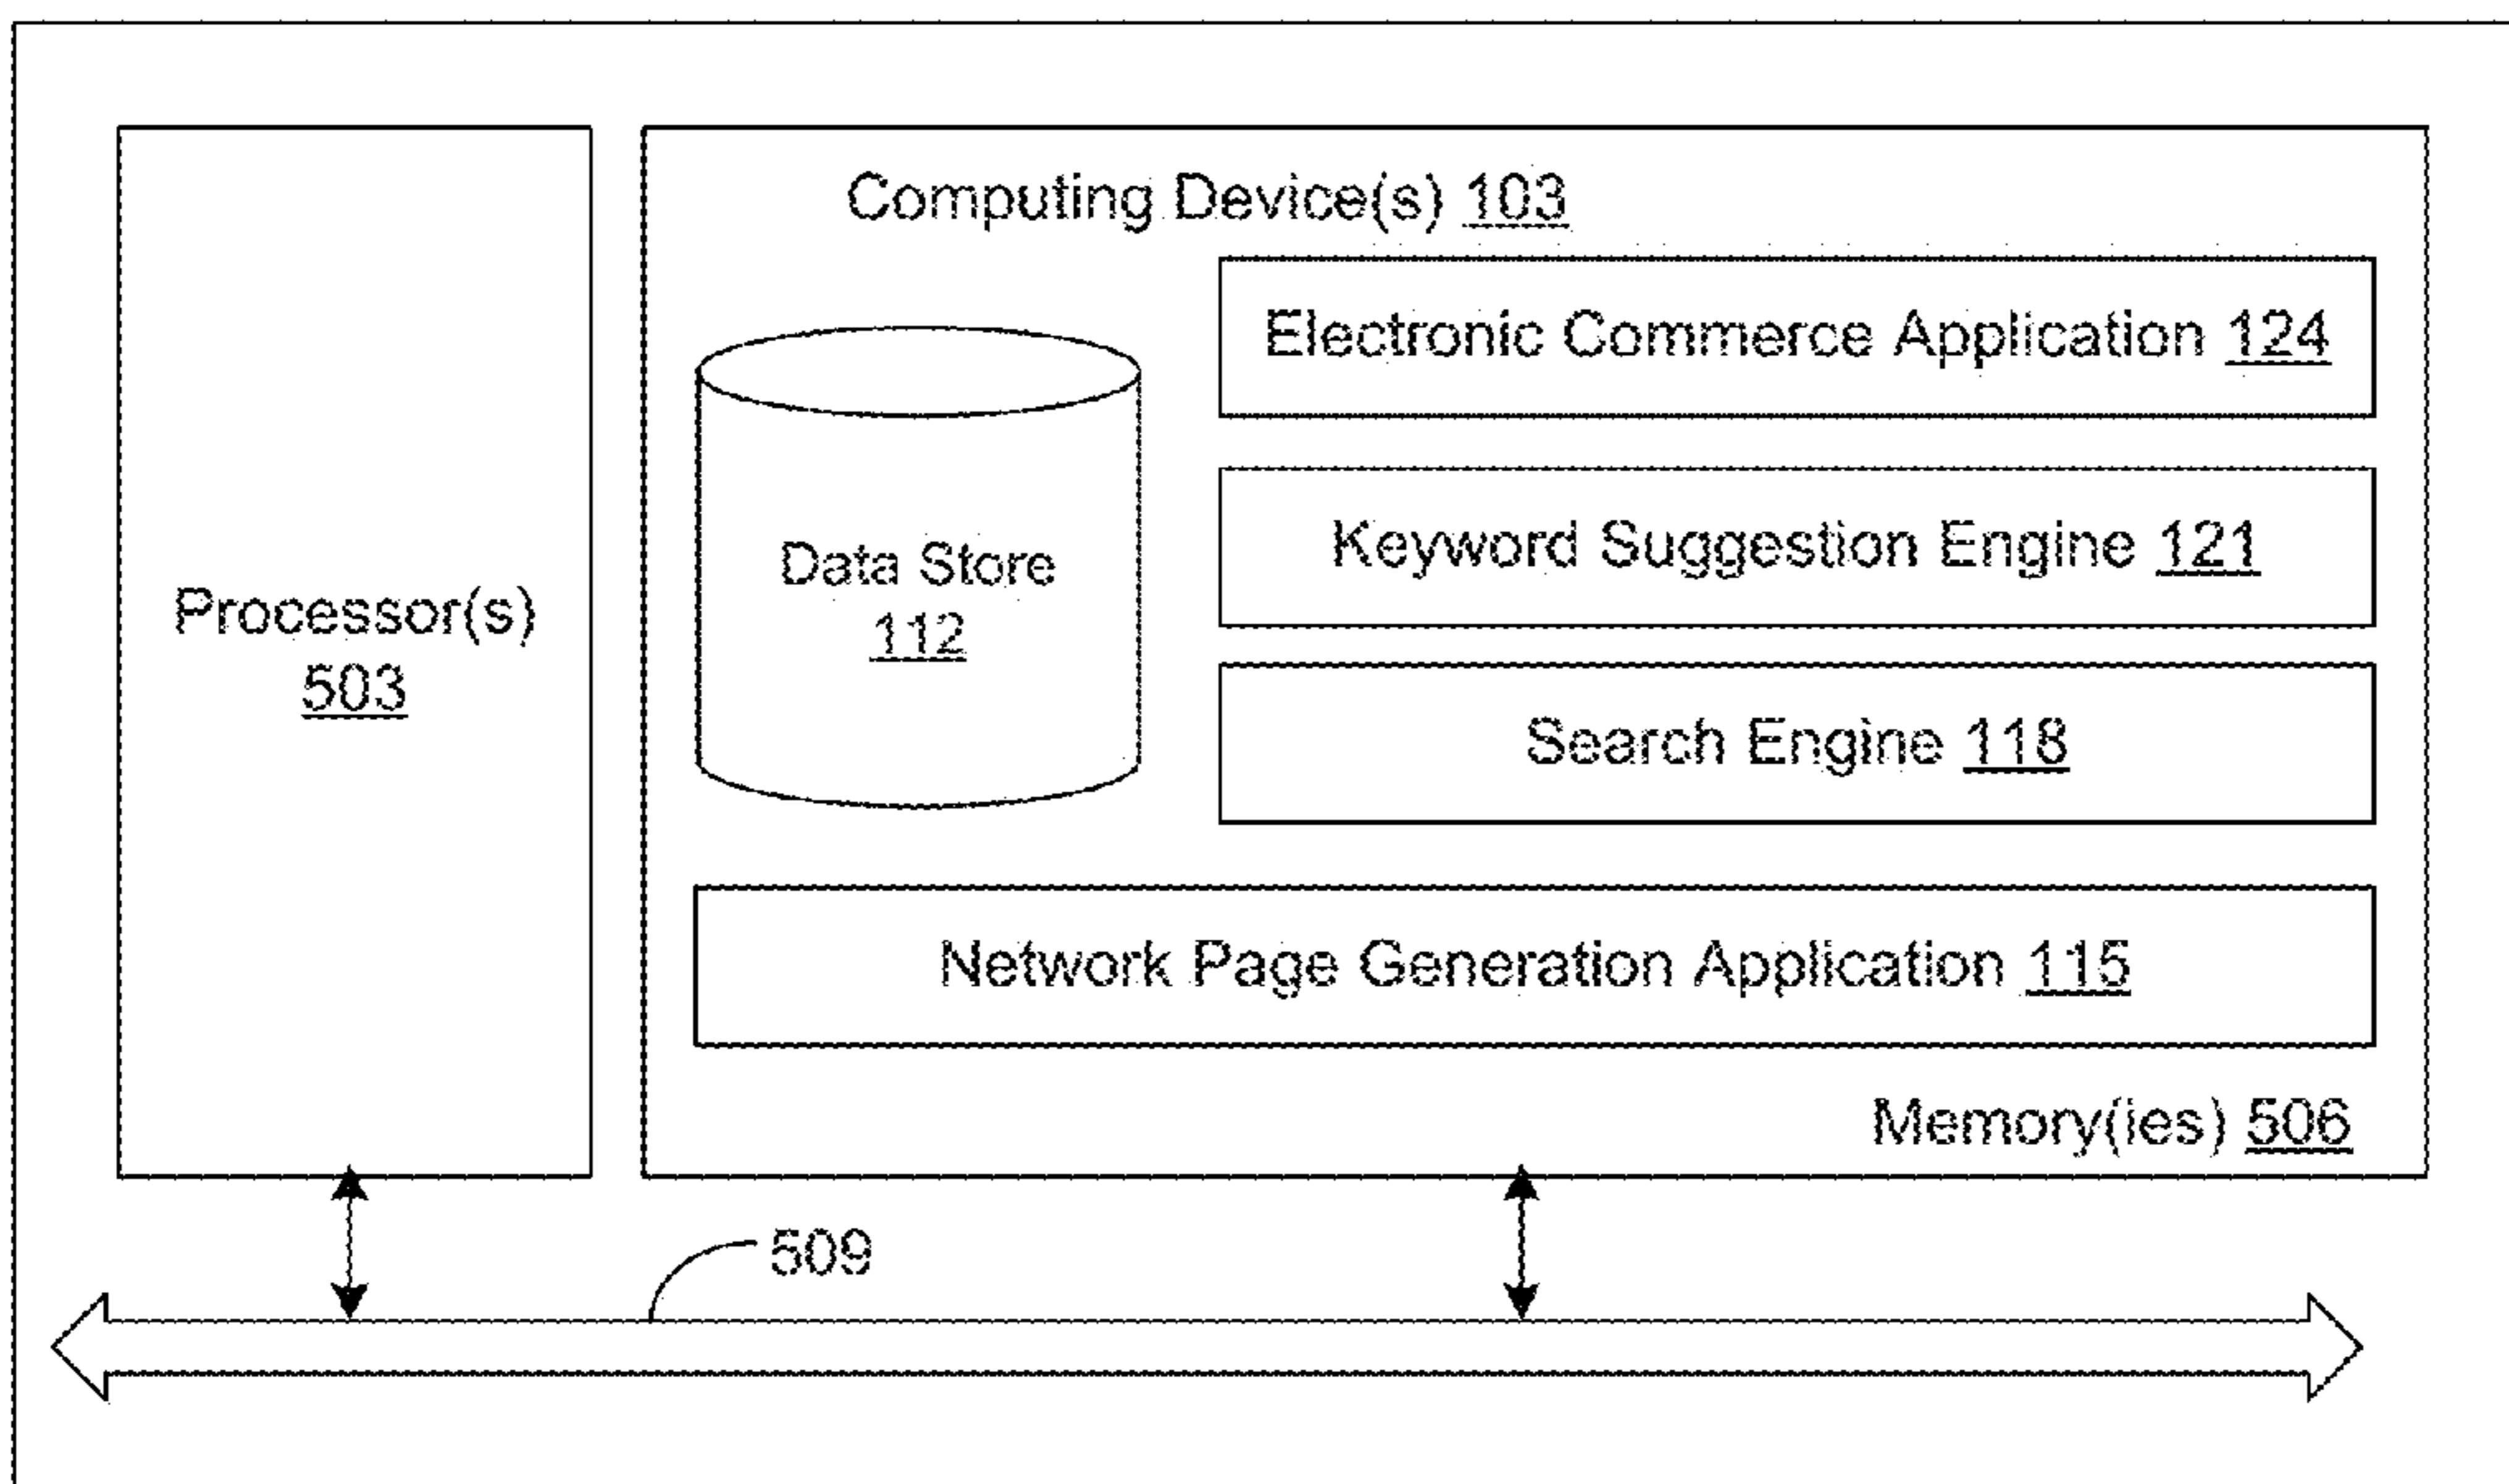 Computing Device(s) 103
Electronic Commerce Application 124
Keyword Suggestion Engine 121
Data Store
112
Processor(s)
503
Search Engine 118
Network Page Generation Application 115
Memory(ies) 506
509